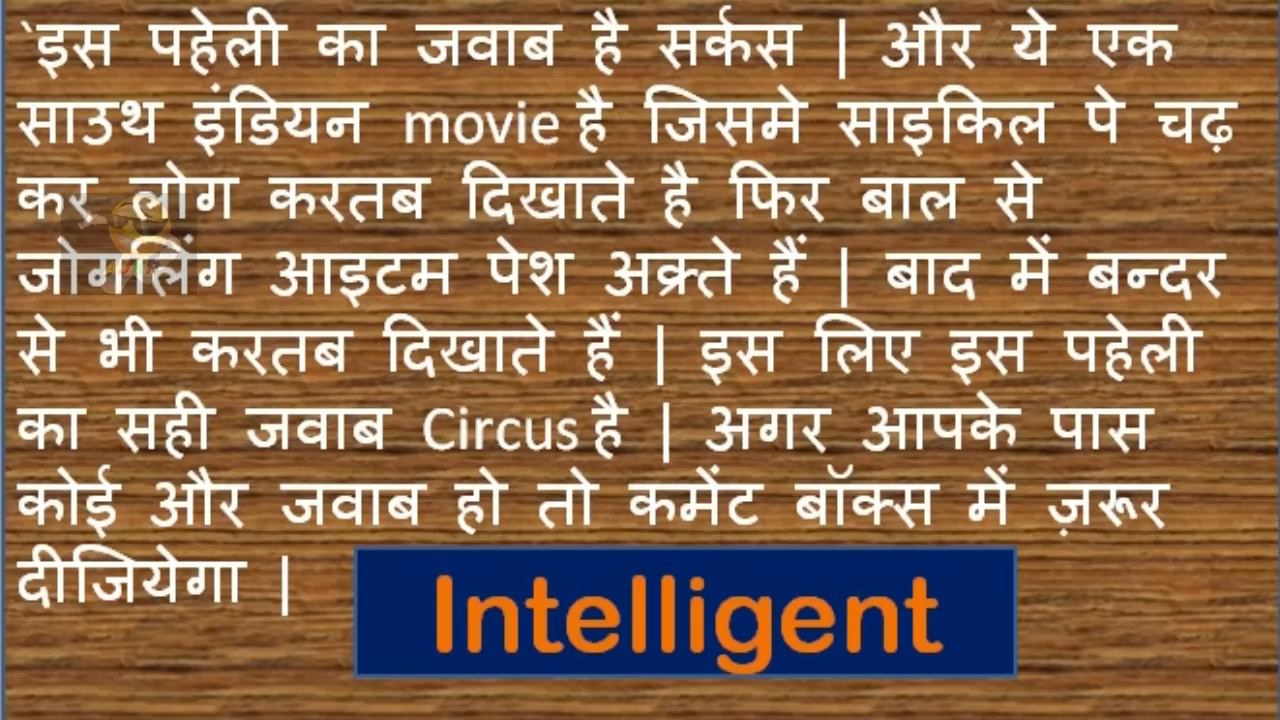 `इस पहेली का जवाब है सर्कस | और ये एक
साउथ इंडियन movie है जिसमे साइकिल पे चढ़
कर लोग करतब दिखाते है फिर बाल से
जोगलिंग आइटम पेश अक्र्ते हैं | बाद में बन्दर
से भी करतब दिखाते हैं | इस लिए इस पहेली
का सही जवाब Circus है | अगर आपके पास
कोई और जवाब हो तो कमेंट बॉक्स में ज़रूर
दीजियेगा |
Intelligent